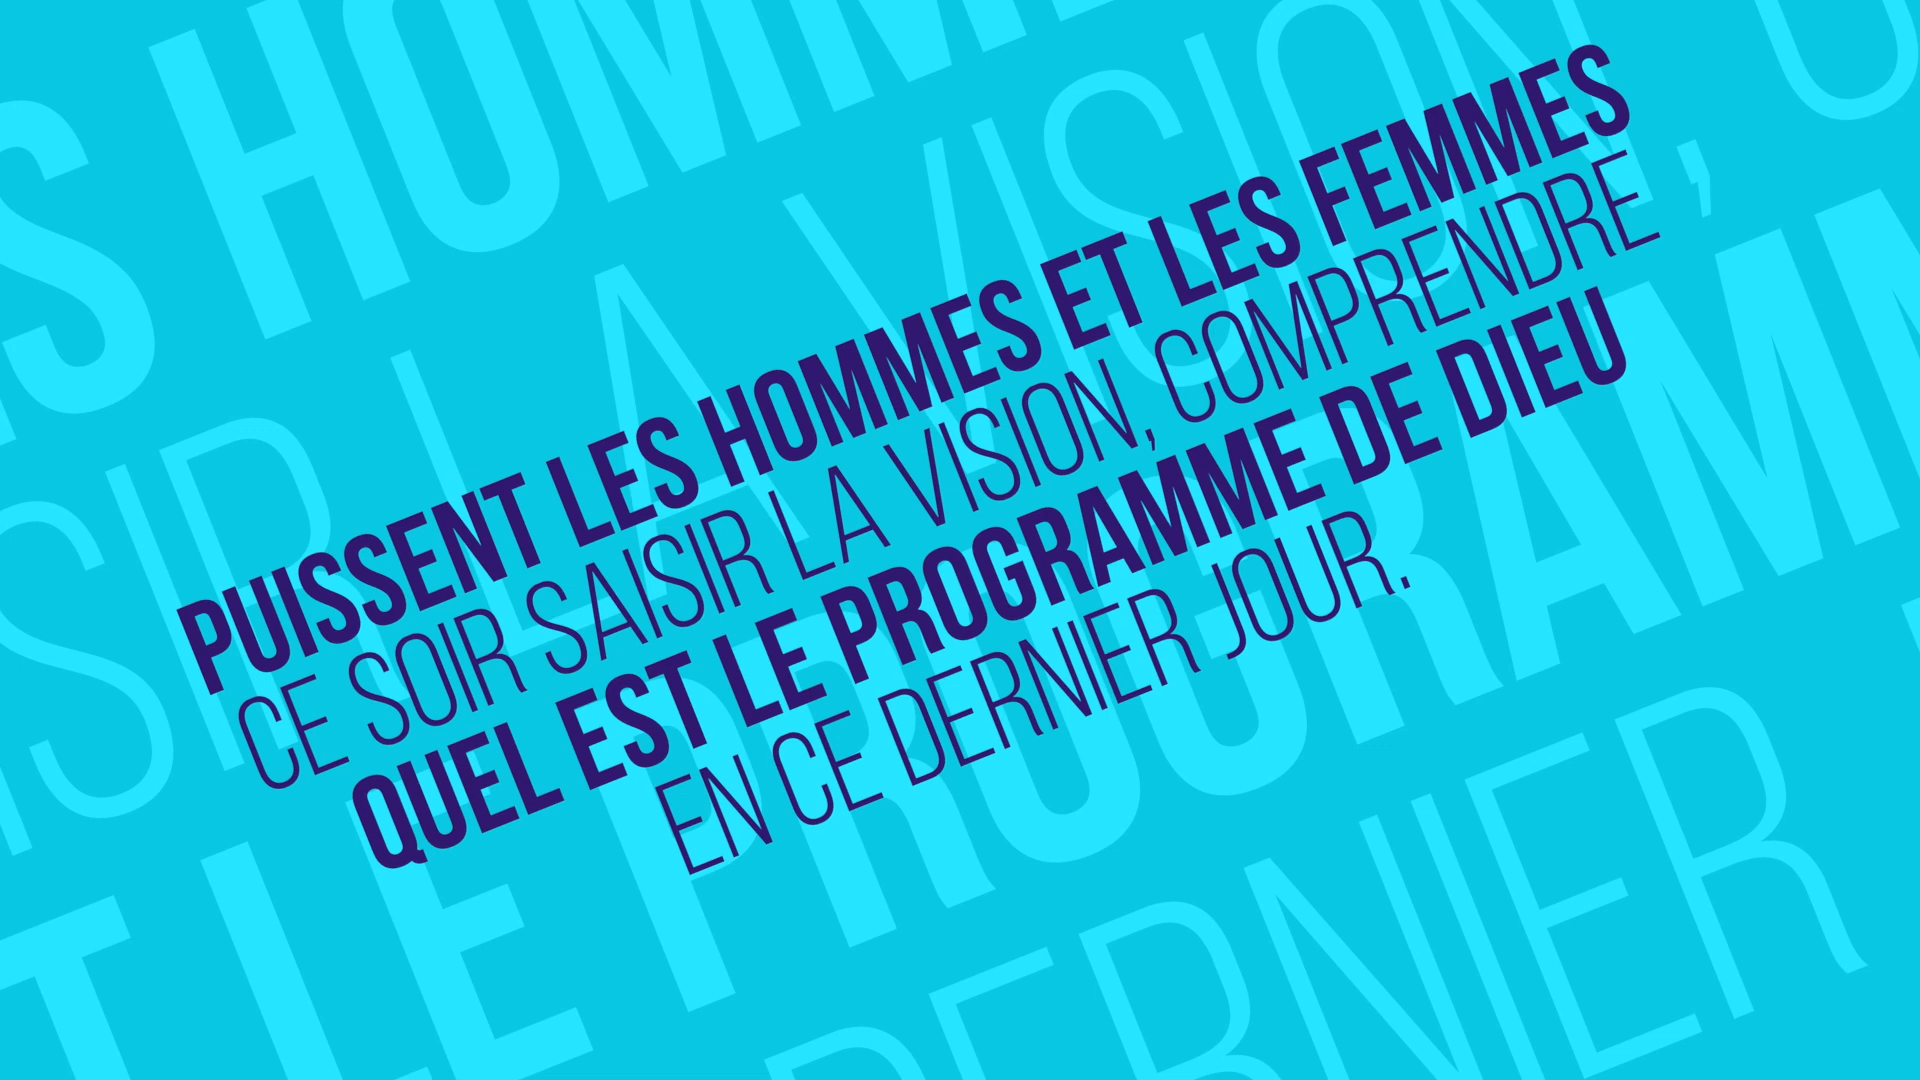 PUISSENT LES HOMMES ET LES FEMMES
CE SOIR SAISIR LA VISION, COMPRENDRE
QUEL EST LE PROGRAMME DE DIEU
EN CE DERNIER JOUR.